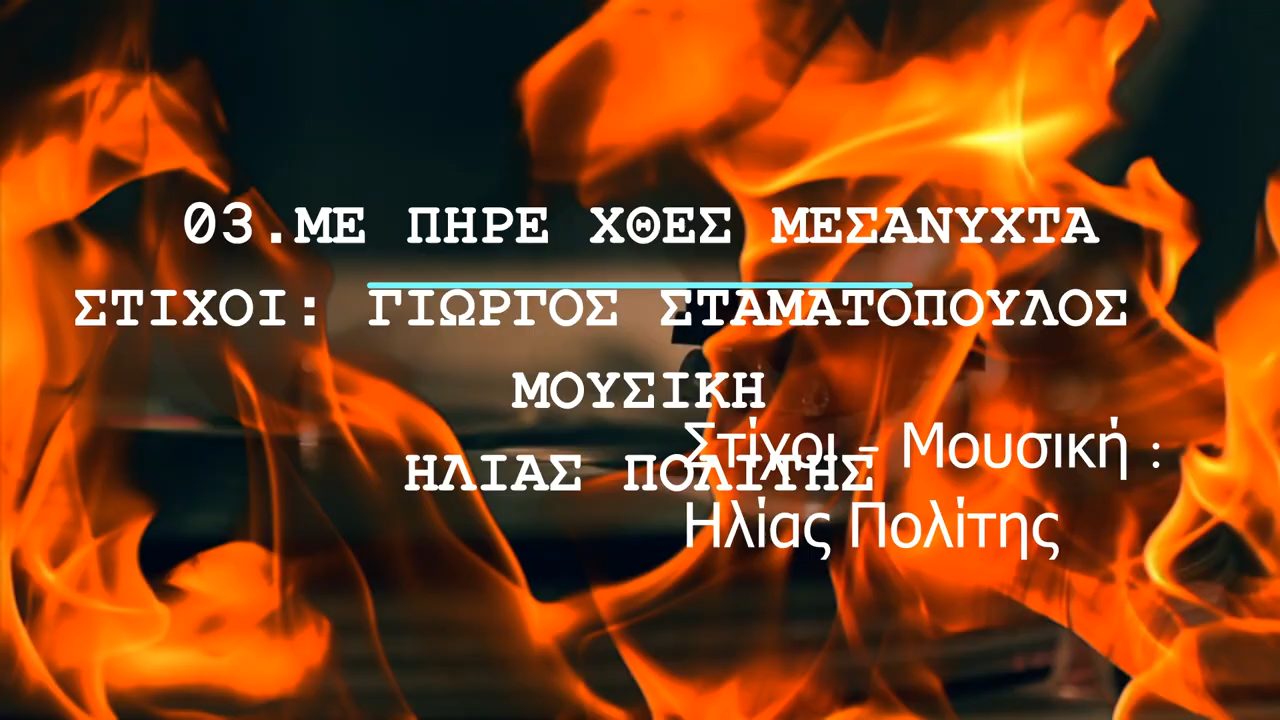 03.ΜΕ ΠΗΡΕ ΧΘΕΣ ΜΕΣΑΝΥΧΤΑ
ΣΤΙΧΟΙ: ΓΙΩΡΓΟΣ ΣΤΑΜΑΤΟΠΟΥΛΟΣ
ΜΟΥΣΙΚΗ
ΗΛΙΑΣ ΠΟΛΙΤΗΣ
Στίχοι - Μουσική :
Ηλίας Πολίτης